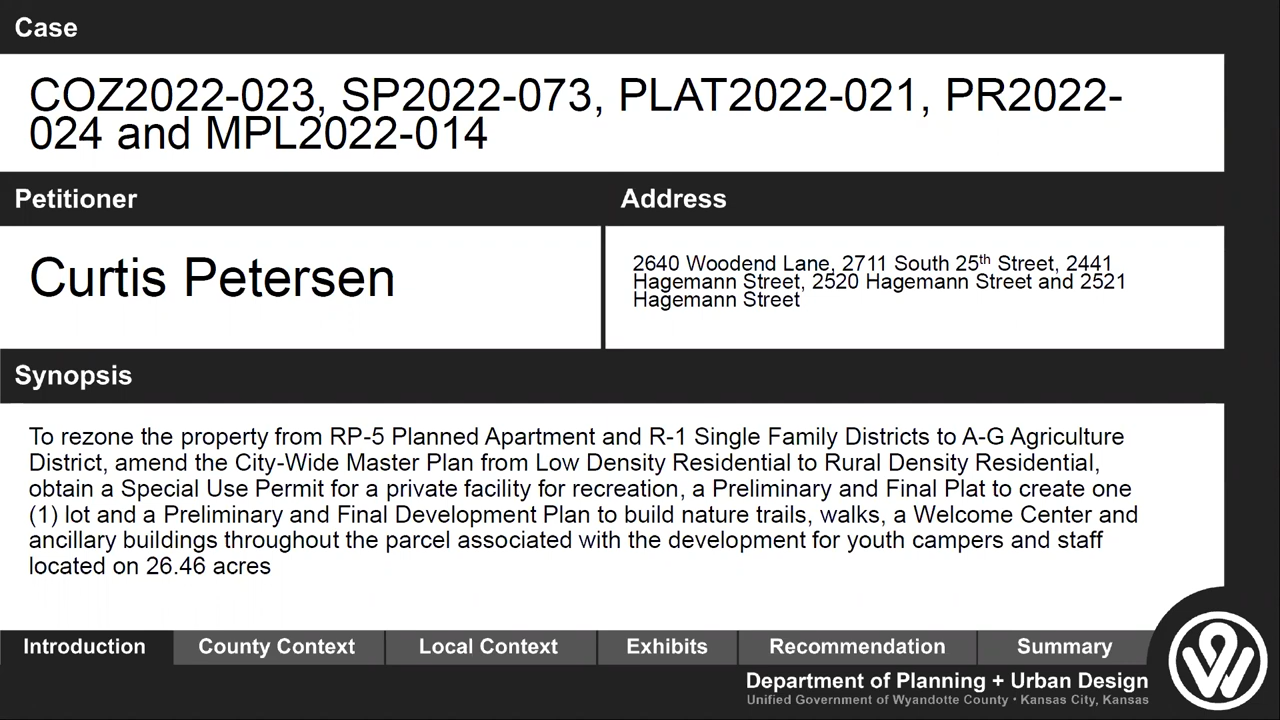 Case
COZ2022-023, SP2022-073, PLAT2022-021, PR2022-
024 and MPL2022-014
Petitioner
Address
Curtis Petersen
2640 Woodend Lane, 2711 South 25th Street, 2441
Hagemann Street, 2520 Hagemann Street and 2521
Hagemann Street
Synopsis
To rezone the property from RP-5 Planned Apartment and R-1 Single Family Districts to A-G Agriculture
District, amend the City-Wide Master Plan from Low Density Residential to Rural Density Residential,
obtain a Special Use Permit for a private facility for recreation, a Preliminary and Final Plat to create one
(1) lot and a Preliminary and Final Development Plan to build nature trails, walks, a Welcome Center and
ancillary buildings throughout the parcel associated with the development for youth campers and staff
located on 26.46 acres
Introduction
County Context
Local Context
Exhibits
Recommendation
Summary
Department of Planning + Urban Design
Unified Government of Wyandotte County • Kansas City, Kansas